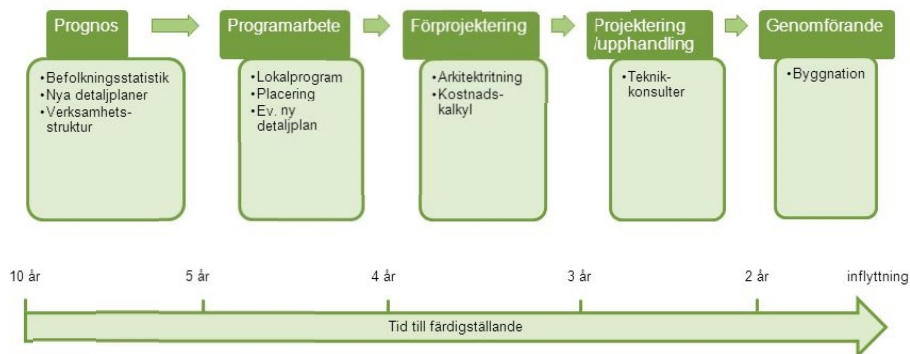 Prognos
•Befolkningsstatistik
•Nya detaljplaner
•Verksamhets-
struktur
Programarbete
•Lokalprogram
•Placering
•Ev. ny
detaljplan
Förprojektering
•Arkitektritning
•Kostnads-
kalkyl
Projektering
/upphandling
•Teknik-
konsulter
Genomförande
•Byggnation
10 år
5 år
4 år
3 år
2 år
inflyttning
Tid till färdigställande